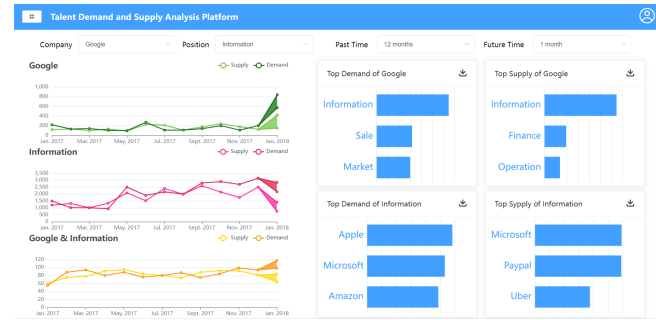 Talent Demand and Supply Analysis Platform
Company Google Position Information Past Time 12 months Future Time 1 month
Google
Supply Demand
1,000
800
600
400
200
0
Jan. 2017 Mar. 2017 May. 2017 Jul. 2017 Sept. 2017 Nov. 2017 Jan. 2018
Information
Supply Demand
3,500
3,000
2,500
2,000
1,500
1,000
500
0
Jan. 2017 Mar. 2017 May. 2017 Jul. 2017 Sept. 2017 Nov. 2017 Jan. 2018
Google & Information
Supply Demand
120
100
80
60
40
20
0
Jan. 2017 Mar. 2017 May. 2017 Jul. 2017 Sept. 2017 Nov. 2017 Jan. 2018
Top Demand of Google
Information
Sale
Market
Top Supply of Google
Information
Finance
Operation
Top Demand of Information
Apple
Microsoft
Amazon
Top Sypply of Information
Microsoft
Paypal
Uber